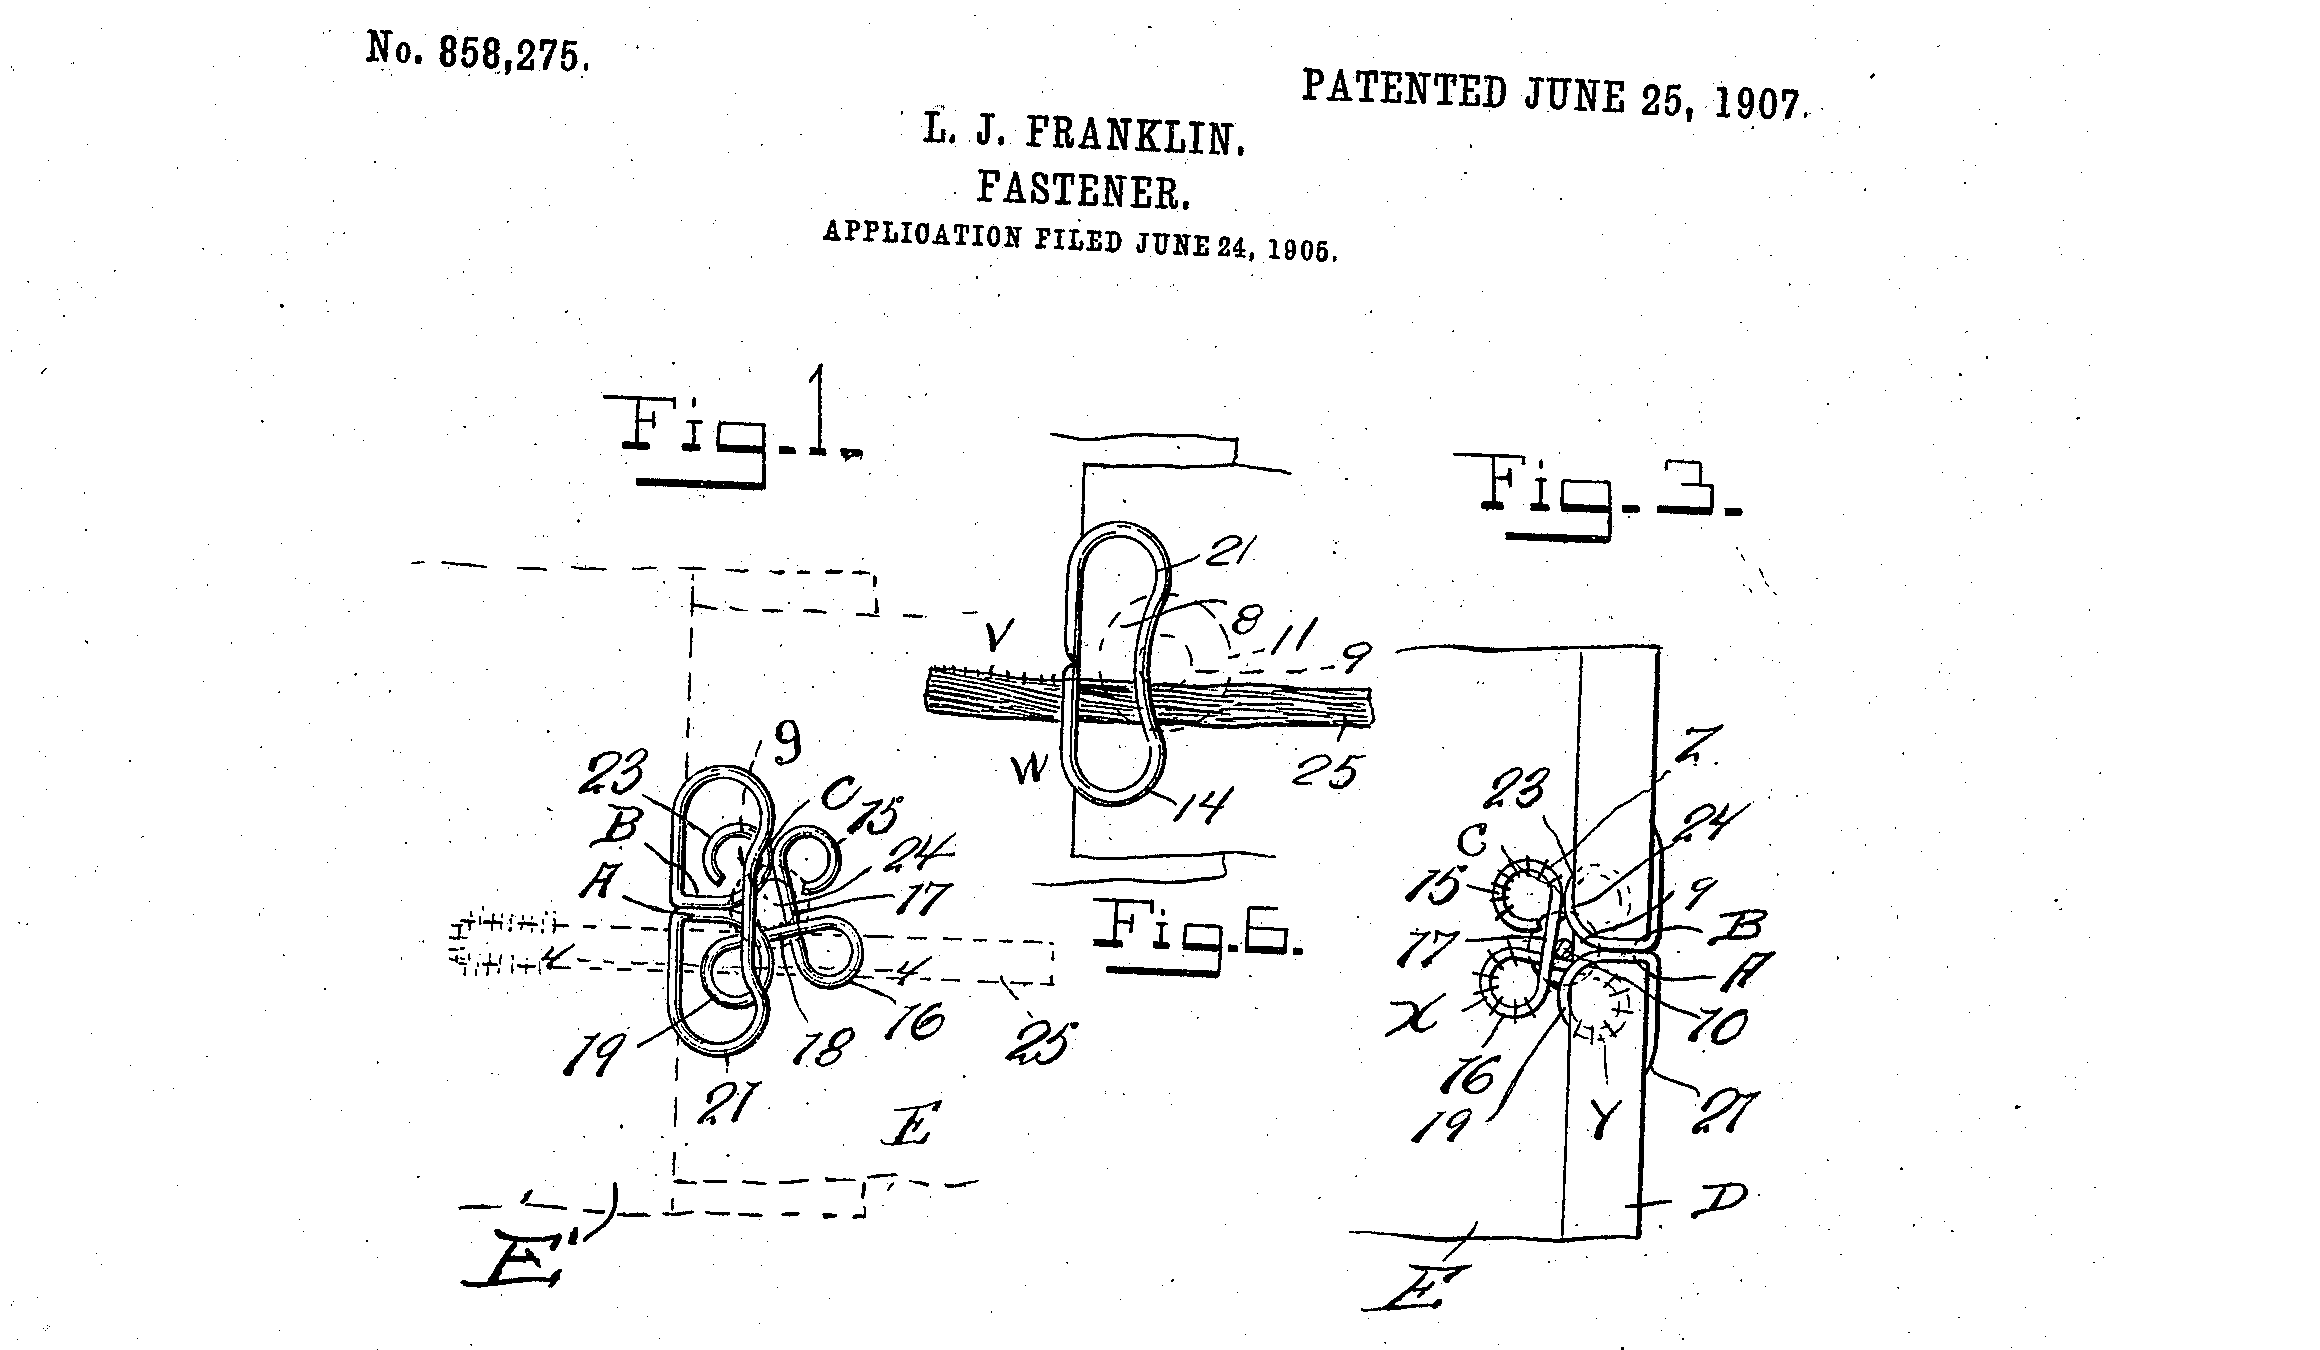 No. 858,275.
PATENTED JUNE 25, 1907.
L. J. FRANKLIN.
FASTENER.
APPLICATION FILED JUNE 24, 1905.
Fig. 1.
9
23
B
A
C
15
24
17
4
4
19
21
18
16
25
E
E'
21
8
11
9
V
W
25
14
Fig. 6.
Fig. 3.
Z
23
C
24
15
9
B
17
A
X
10
16
19
Y
21
D
E.